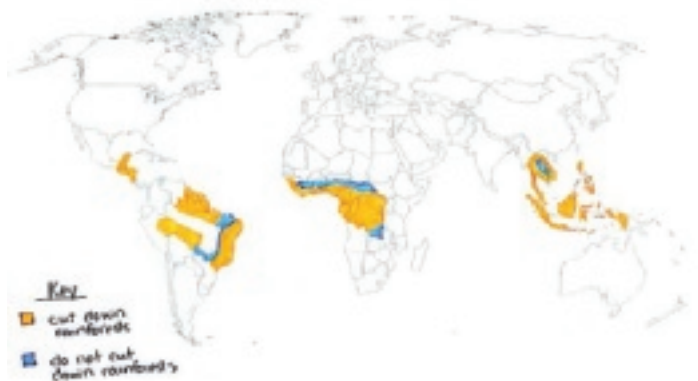 Key
cut down
rainforests
do not cut
down rainforests